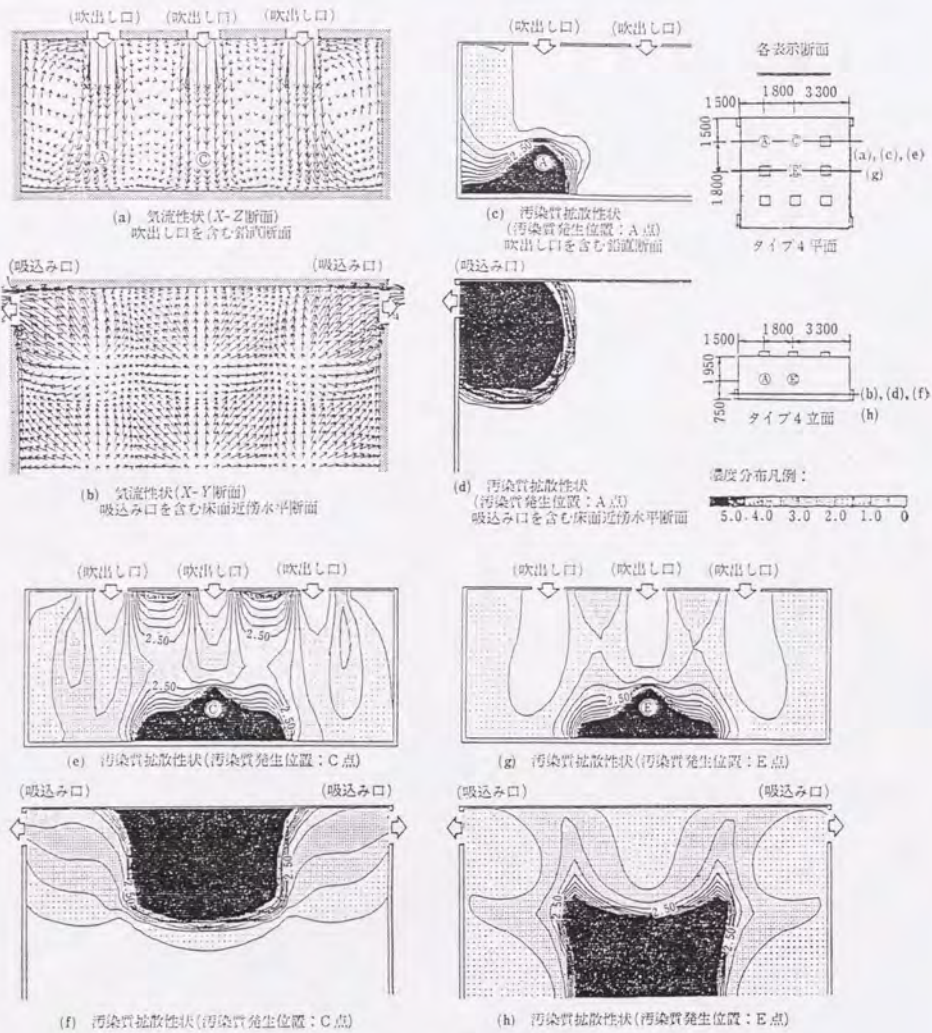 (吹出し口) (吹出し口) (吹出し口)
Ⓐ Ⓒ
(a) 気流性状(X-Z断面)
吹出し口を含む鉛直断面
(吹出し口) (吹出し口)
2.50
Ⓐ
(c) 汚染質拡散性状
(汚染質発生位置:A点)
吹出し口を含む鉛直断面
各表示断面
1500 1800 3300
1500
1800
Ⓐ Ⓒ
Ⓔ
(a),(c),(e)
(g)
タイプ4平面
(吸込み口) (吸込み口)
(b) 気流性状(X-Y断面)
吸込み口を含む床面近傍水平断面
(吸込み口)
(d) 汚染質拡散性状
(汚染質発生位置:A点)
吸込み口を含む床面近傍水平断面
1500 1800 3300
1950
750
Ⓐ Ⓔ
(b),(d),(f)
(h)
タイプ4立面
濃度分布凡例:
5.0 4.0 3.0 2.0 1.0 0
(吹出し口) (吹出し口) (吹出し口)
2.50 2.50
2.50
Ⓒ
2.50
(e) 汚染質拡散性状(汚染質発生位置:C点)
(吹出し口) (吹出し口) (吹出し口)
2.50
Ⓔ
(g) 汚染質拡散性状(汚染質発生位置:E点)
(吸込み口) (吸込み口)
2.50
(f) 汚染質拡散性状(汚染質発生位置:C点)
(吸込み口) (吸込み口)
2.50
(h) 汚染質拡散性状(汚染質発生位置:E点)